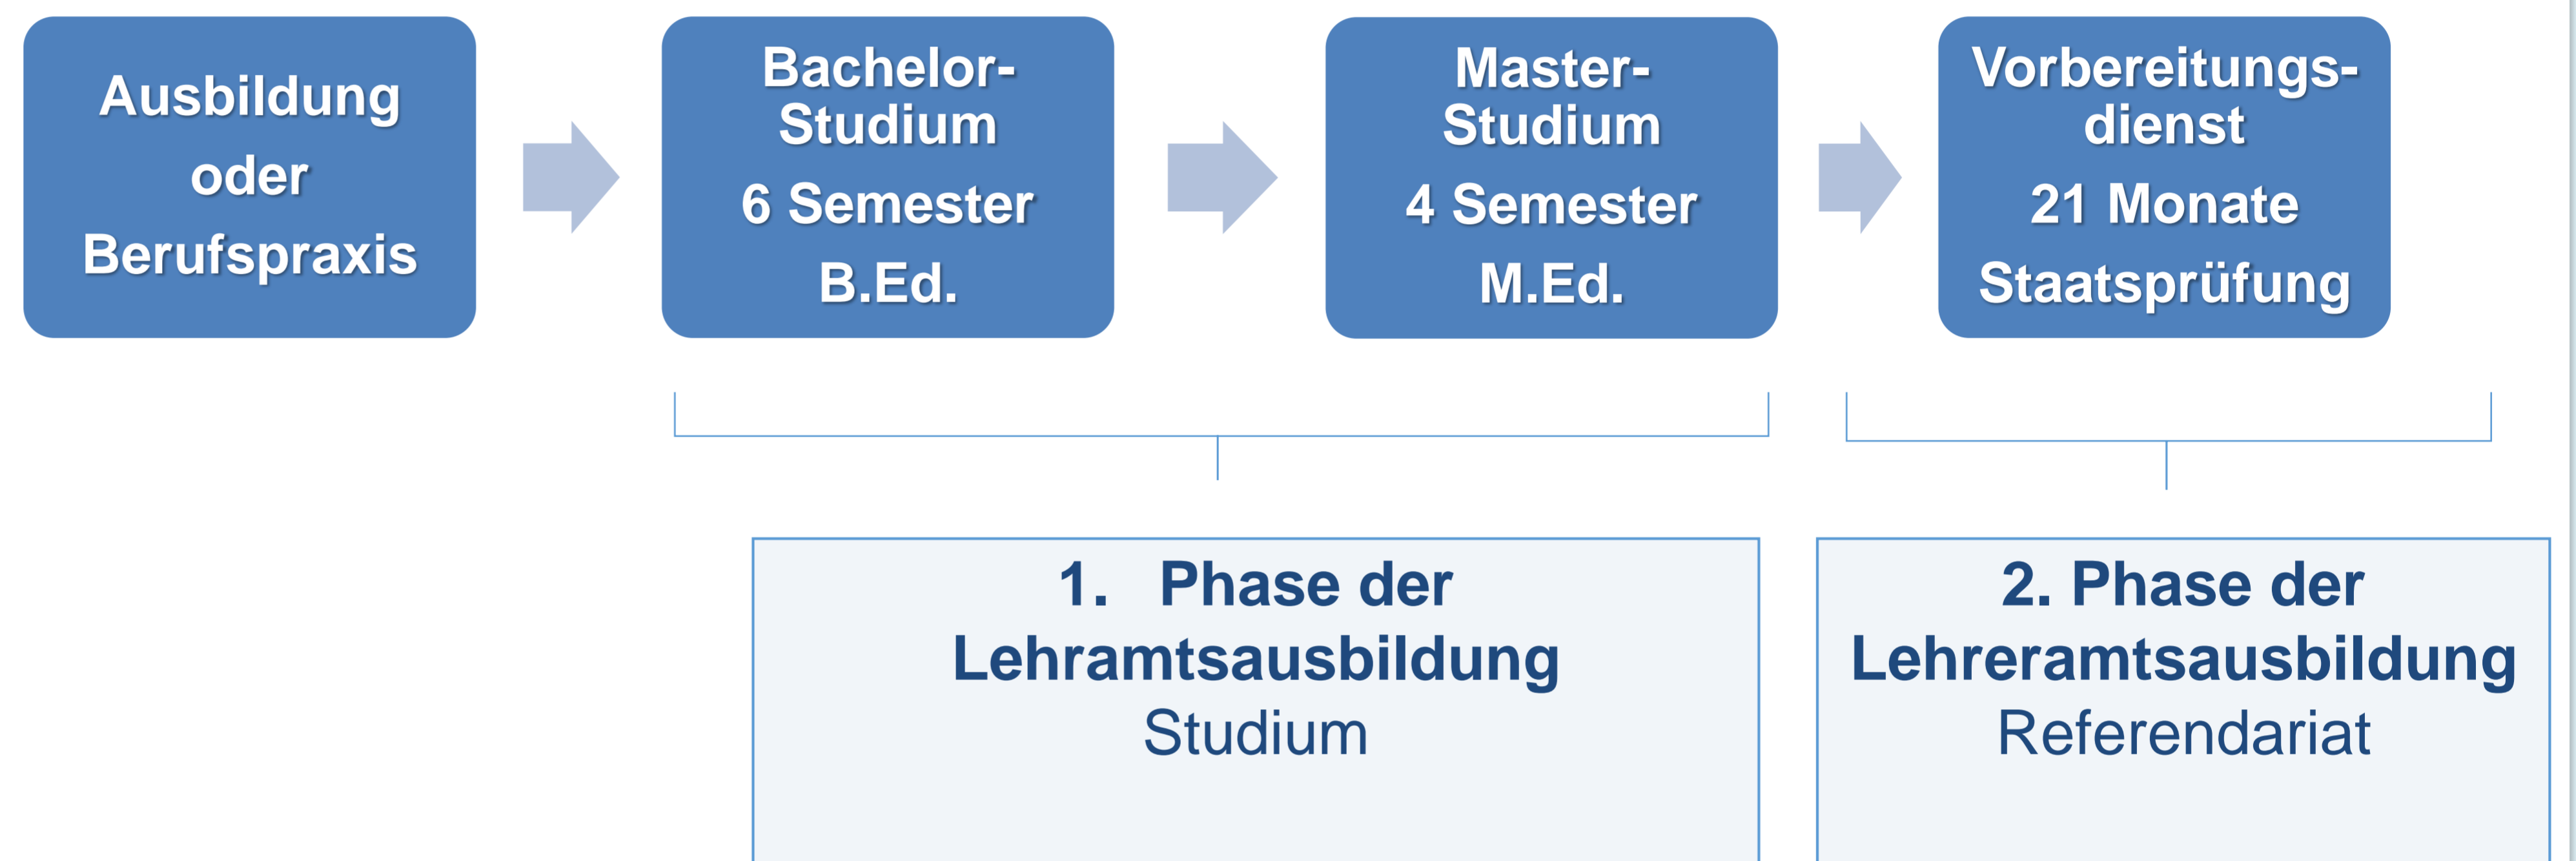 Ausbildung
oder
Berufspraxis
Bachelor-
Studium
6 Semester
B.Ed.
Master-
Studium
4 Semester
M.Ed.
Vorbereitungs-
dienst
21 Monate
Staatsprüfung
1. Phase der
Lehramtsausbildung
Studium
2. Phase der
Lehreramtsausbildung
Referendariat